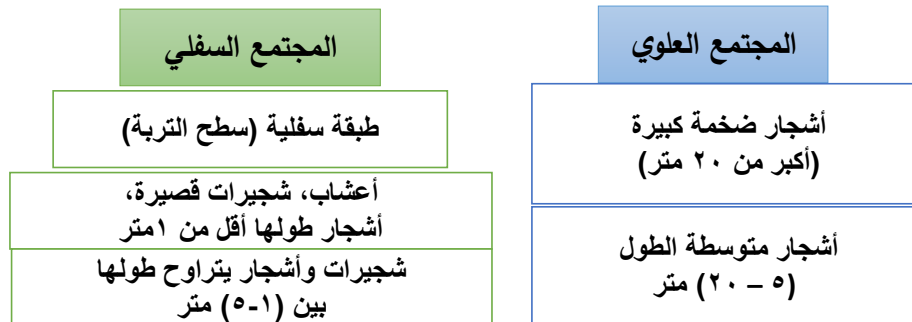 المجتمع العلوي
أشجار ضخمة كبيرة
(أكبر من ٢٠ متر)
أشجار متوسطة الطول
(٥ – ٢٠) متر
المجتمع السفلي
طبقة سفلية (سطح التربة)
أعشاب، شجيرات قصيرة،
أشجار طولها أقل من ١متر
شجيرات وأشجار يتراوح طولها
بين (١-٥) متر